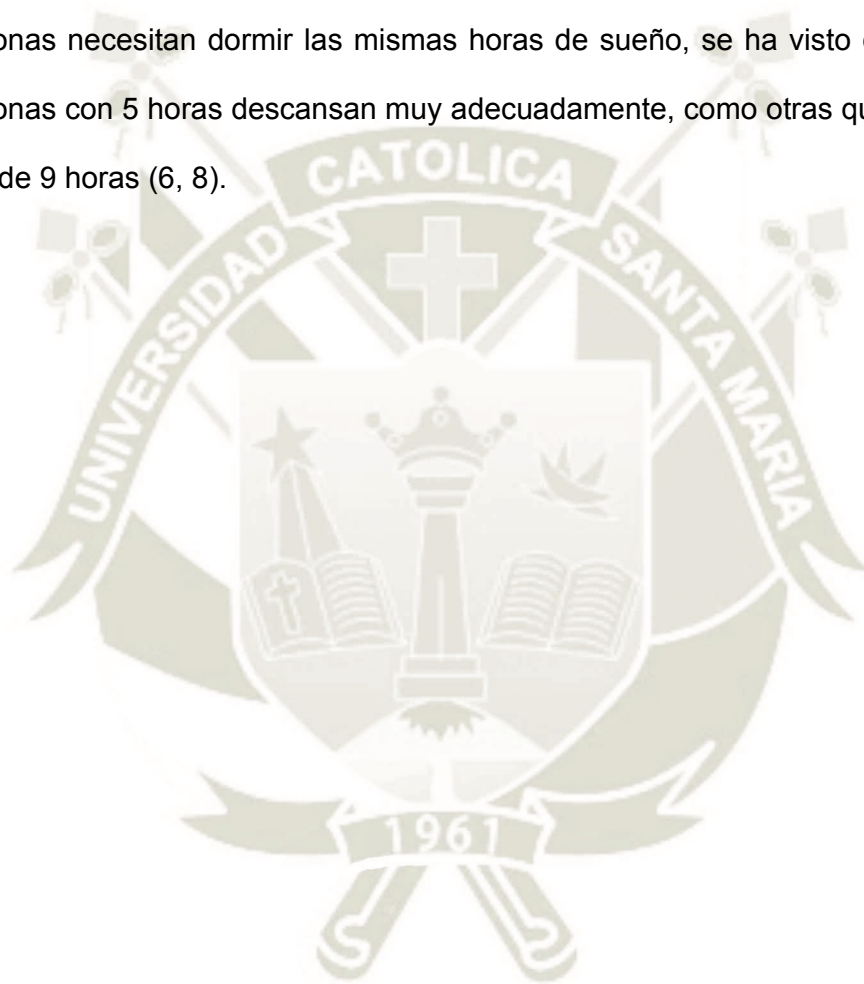 onas necesitan dormir las mismas horas de sueño, se ha visto
onas con 5 horas descansan muy adecuadamente, como otras
de 9 horas (6, 8).
CATOLICA
UNIVERSIDAD
SANTA MARIA
1961